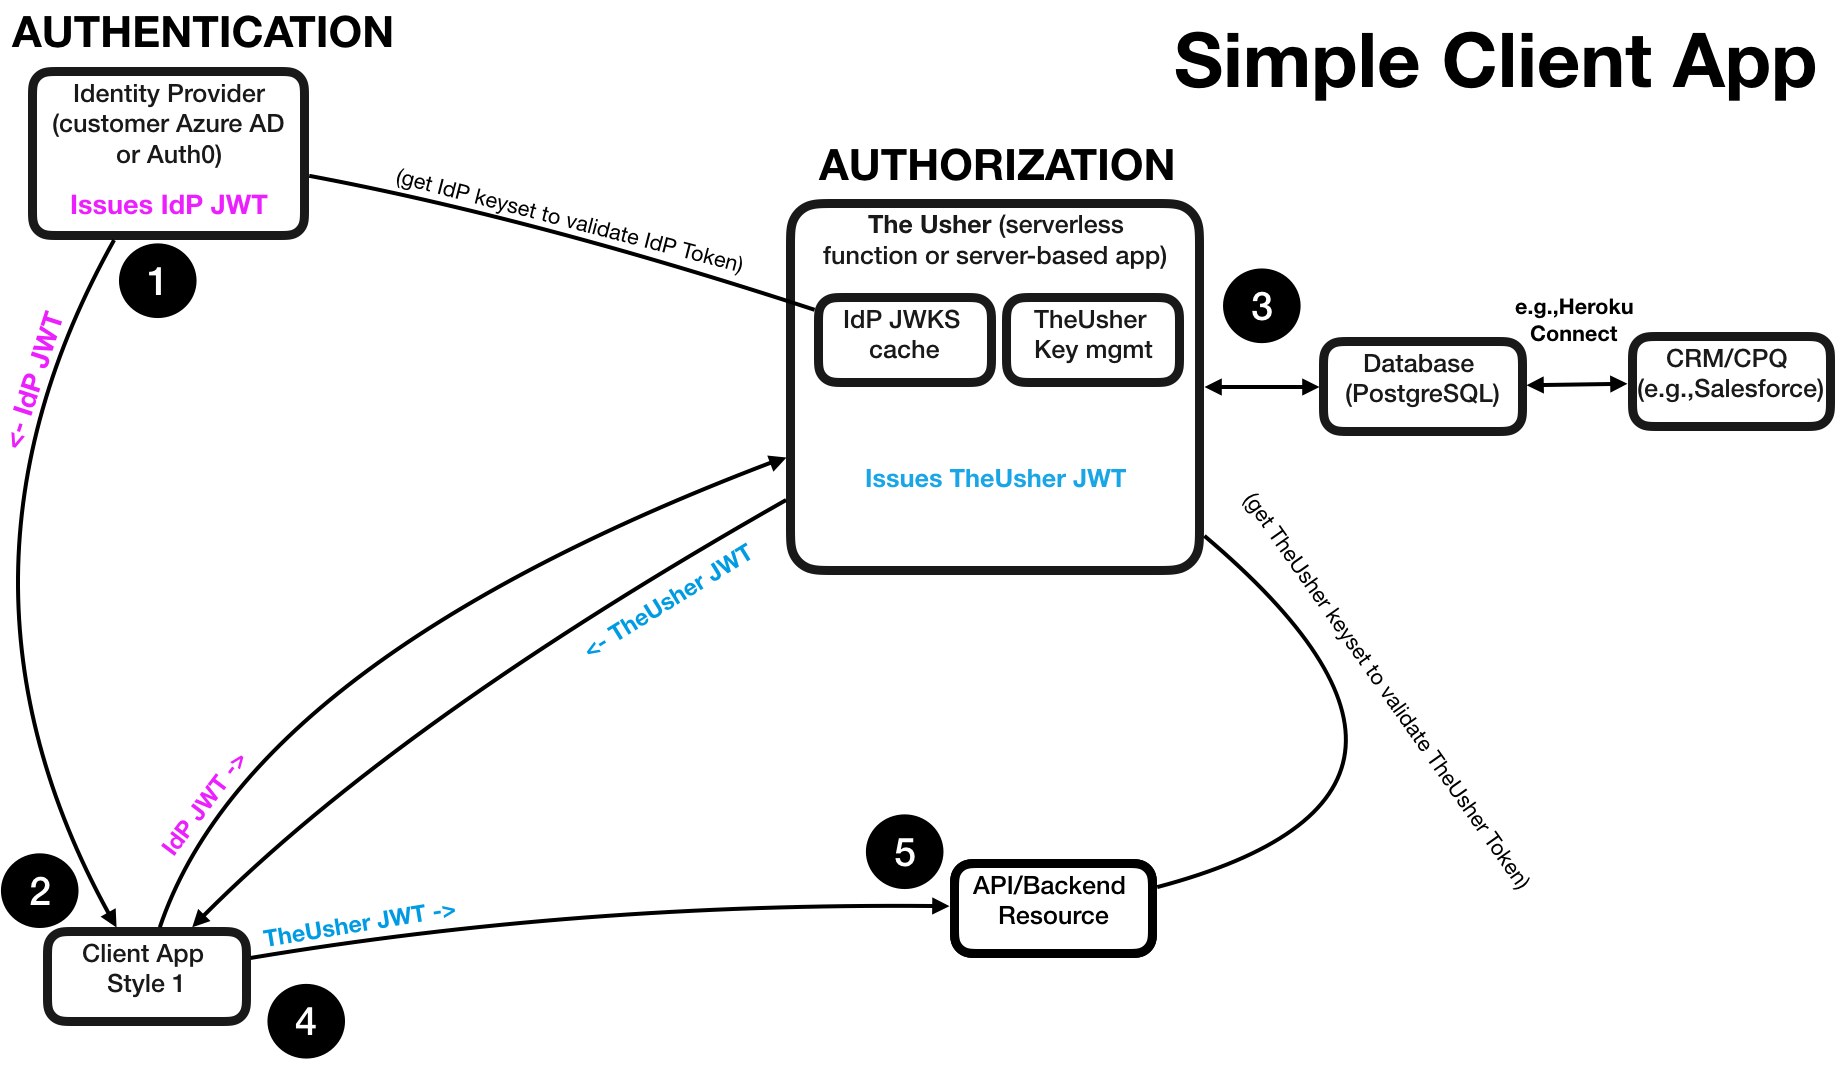 AUTHENTICATION
Simple Client App
Identity Provider
(customer Azure AD
or Auth0)
Issues IdP JWT
1
(get IdP keyset to validate IdP Token)
AUTHORIZATION
The Usher (serverless
function or server-based app)
IdP JWKS
cache
TheUsher
Key mgmt
Issues TheUsher JWT
3
Database
(PostgreSQL)
e.g.,Heroku
Connect
CRM/CPQ
(e.g.,Salesforce)
<- IdP JWT
<- TheUsher JWT
(get TheUsher keyset to validate TheUsher Token)
IdP JWT ->
2
Client App
Style 1
TheUsher JWT ->
4
5
API/Backend
Resource